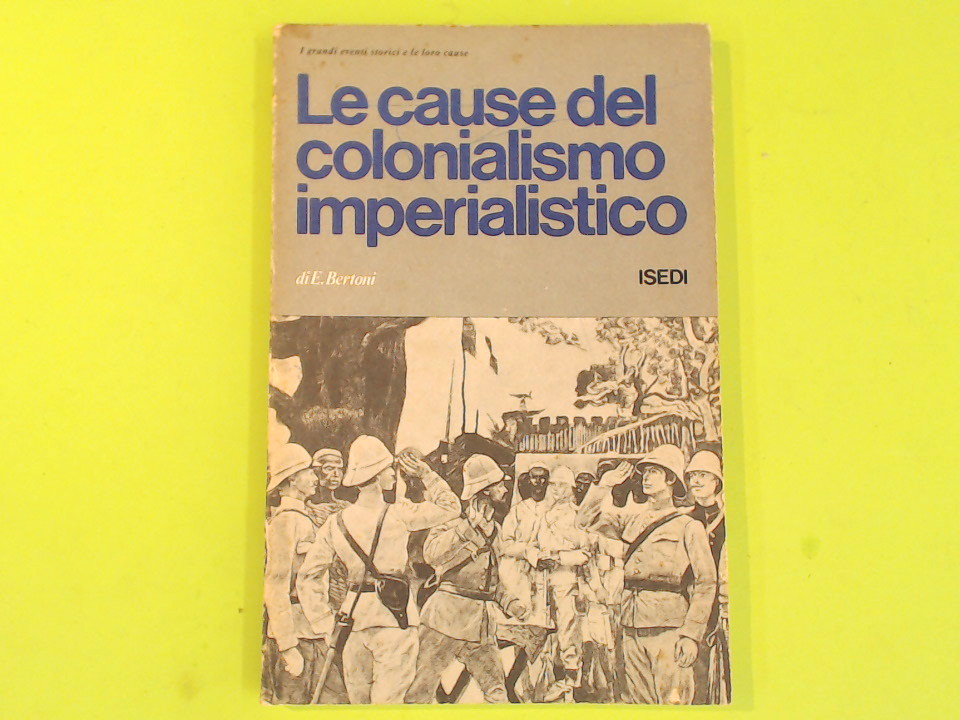 I grandi eventi storici e le loro cause
Le cause del
colonialismo
imperialistico
di E. Bertoni
ISEDI